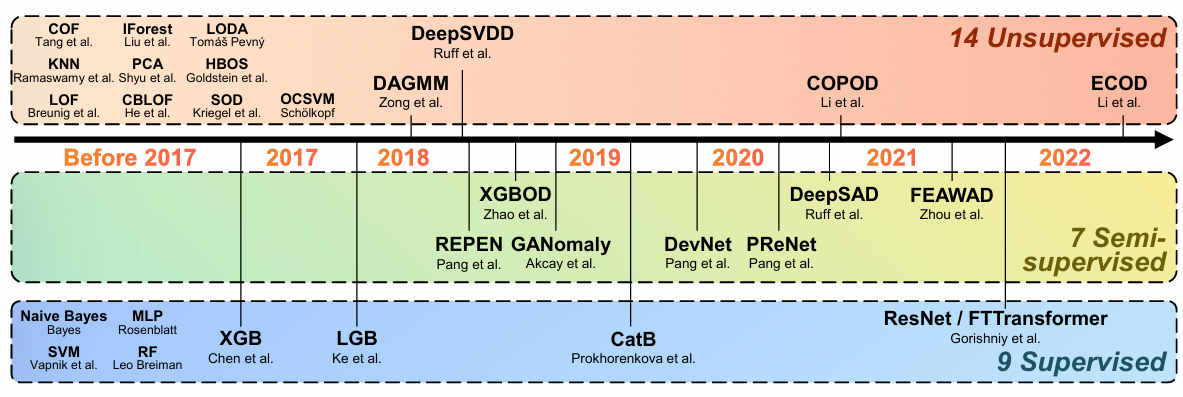 COF
Tang et al.
IForest
Liu et al.
LODA
Tomáš Pevný
KNN
Ramaswamy et al.
PCA
Shyu et al.
HBOS
Goldstein et al.
LOF
Breunig et al.
CBLOF
He et al.
SOD
Kriegel et al.
OCSVM
Schölkopf
DAGMM
Zong et al.
DeepSVDD
Ruff et al.
COPOD
Li et al.
ECOD
Li et al.
14 Unsupervised
Before 2017
2017
2018
2019
2020
2021
2022
XGBOD
Zhao et al.
REPEN
Pang et al.
GANomaly
Akcay et al.
DevNet
Pang et al.
PReNet
Pang et al.
DeepSAD
Ruff et al.
FEAWAD
Zhou et al.
7 Semi-
supervised
Naive Bayes
Bayes
MLP
Rosenblatt
SVM
Vapnik et al.
RF
Leo Breiman
XGB
Chen et al.
LGB
Ke et al.
CatB
Prokhorenkova et al.
ResNet / FTTransformer
Gorishniy et al.
9 Supervised